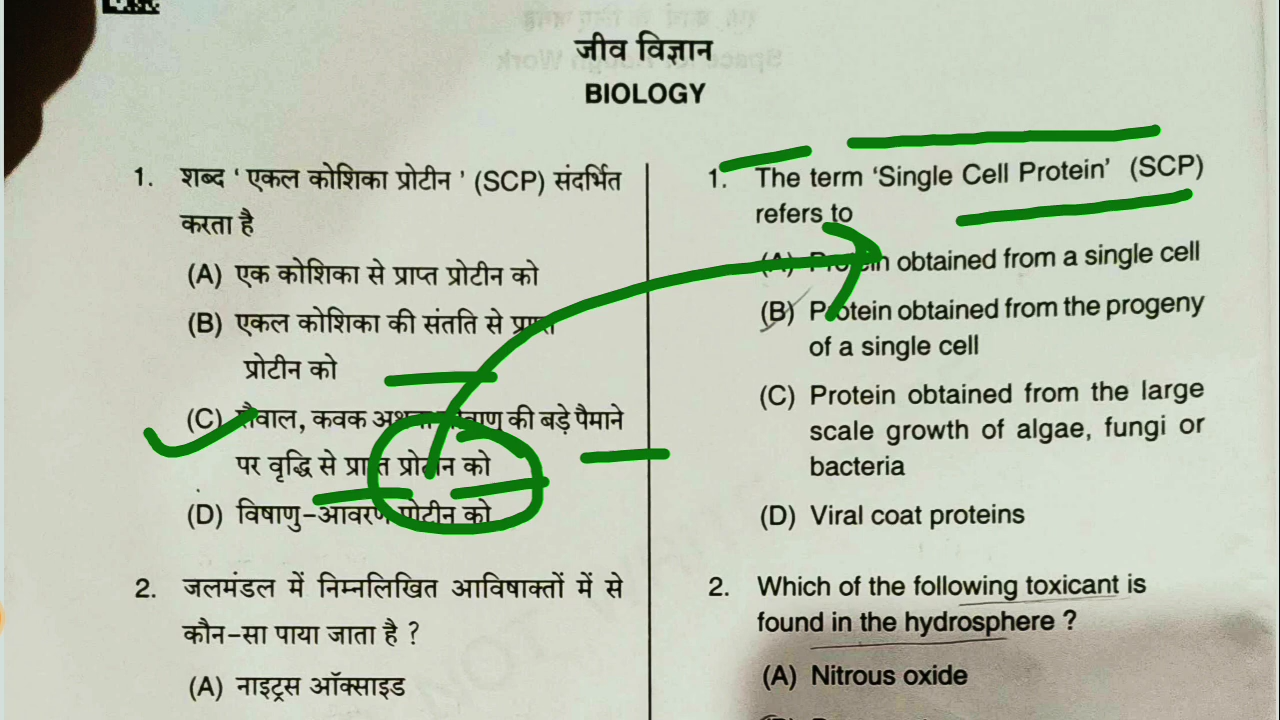 जीव विज्ञान
BIOLOGY
1. शब्द ' एकल कोशिका प्रोटीन ' (SCP) संदर्भित
करता है
(A) एक कोशिका से प्राप्त प्रोटीन को
(B) एकल कोशिका की संतति से प्राप्त
प्रोटीन को
(C) शैवाल, कवक अथवा जीवाणु की बड़े पैमाने
पर वृद्धि से प्राप्त प्रोटीन को
(D) विषाणु-आवरण प्रोटीन को
2. जलमंडल में निम्नलिखित आविषाक्तों में से
कौन-सा पाया जाता है ?
(A) नाइट्रस ऑक्साइड
1. The term 'Single Cell Protein' (SCP)
refers to
(A) Protein obtained from a single cell
(B) Protein obtained from the progeny
of a single cell
(C) Protein obtained from the large
scale growth of algae, fungi or
bacteria
(D) Viral coat proteins
2. Which of the following toxicant is
found in the hydrosphere ?
(A) Nitrous oxide